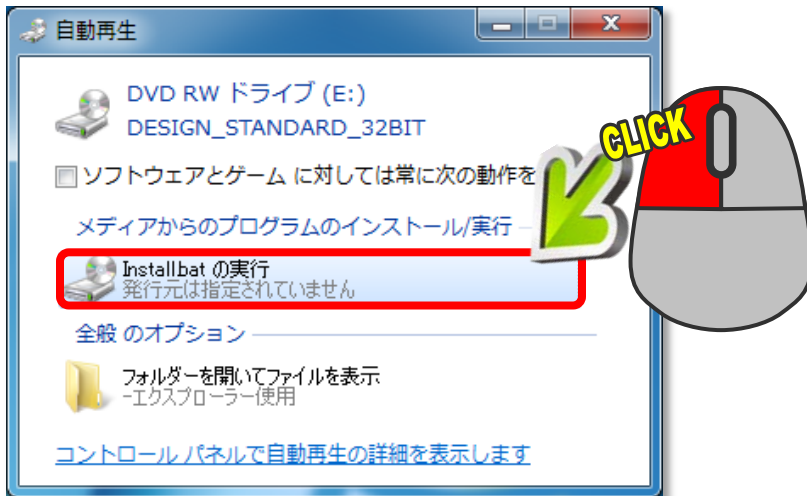 自動再生
DVD RW ドライブ (E:)
DESIGN_STANDARD_32BIT
ソフトウェアとゲーム に対しては常に次の動作を
CLICK
メディアからのプログラムのインストール/実行
Installbat の実行
発行元は指定されていません
全般 のオプション
フォルダーを開いてファイルを表示
-エクスプローラー使用
コントロール パネルで自動再生の詳細を表示します